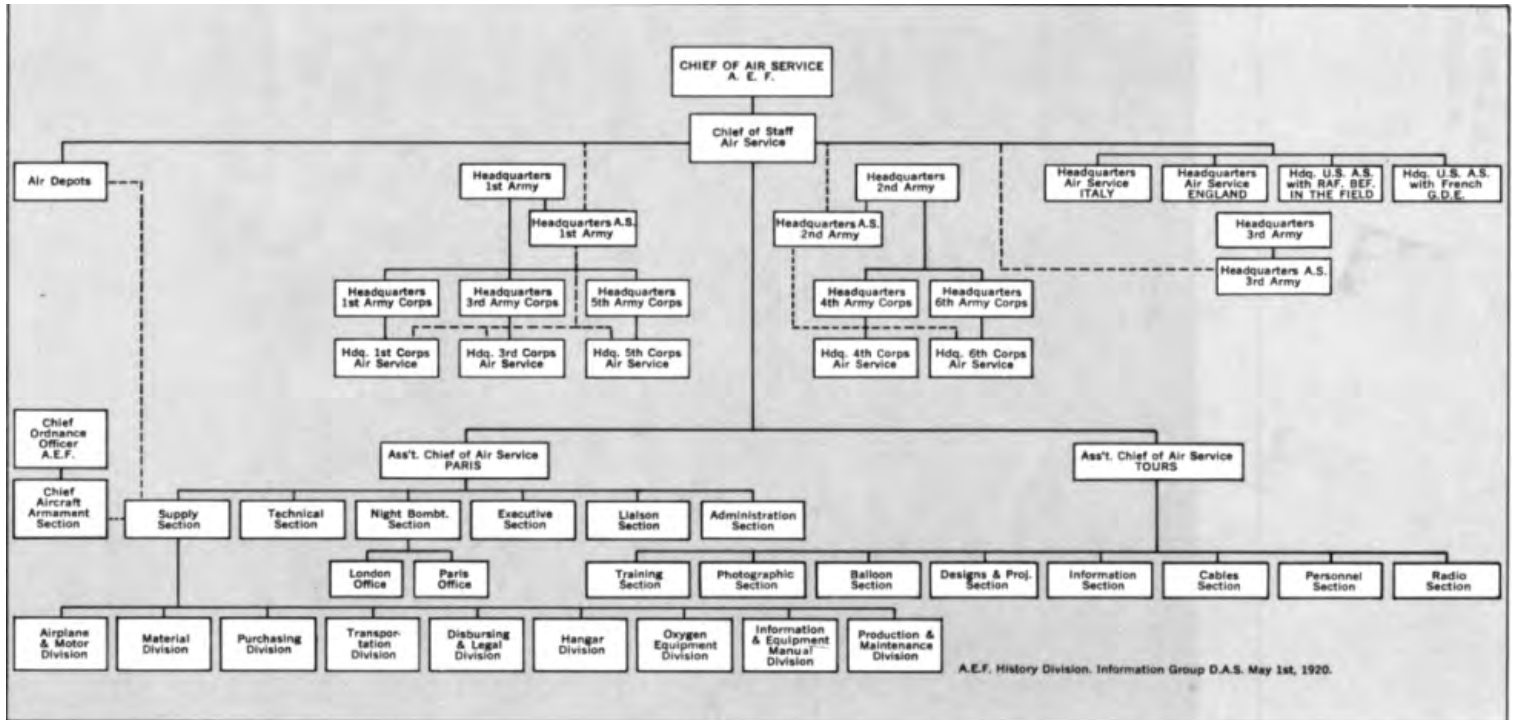 CHIEF OF AIR SERVICE
A. E. F.
Chief of Staff
Air Service
Air Depots
Headquarters
1st Army
Headquarters A.S.
1st Army
Headquarters
2nd Army
Headquarters A.S.
2nd Army
Headquarters
Air Service
ITALY
Headquarters
Air Service
ENGLAND
Hdq. U.S. A.S.
with RAF. BEF.
IN THE FIELD
Hdq. U.S. A.S.
with French
G.D.E.
Headquarters
3rd Army
Headquarters A.S.
3rd Army
Headquarters
1st Army Corps
Headquarters
3rd Army Corps
Headquarters
5th Army Corps
Headquarters
4th Army Corps
Headquarters
6th Army Corps
Hdq. 1st Corps
Air Service
Hdq. 3rd Corps
Air Service
Hdq. 5th Corps
Air Service
Hdq. 4th Corps
Air Service
Hdq. 6th Corps
Air Service
Chief
Ordnance
Officer
A.E.F.
Chief
Aircraft
Armament
Section
Ass't. Chief of Air Service
PARIS
Ass't. Chief of Air Service
TOURS
Supply
Section
Technical
Section
Night Bombt.
Section
Executive
Section
Liaison
Section
Administration
Section
London
Office
Paris
Office
Training
Section
Photographic
Section
Balloon
Section
Designs & Proj.
Section
Information
Section
Cables
Section
Personnel
Section
Radio
Section
Airplane
& Motor
Division
Material
Division
Purchasing
Division
Transpor-
tation
Division
Disbursing
& Legal
Division
Hangar
Division
Oxygen
Equipment
Division
Information
& Equipment
Manual
Division
Production &
Maintenance
Division
A.E.F. History Division. Information Group D.A.S. May 1st, 1920.